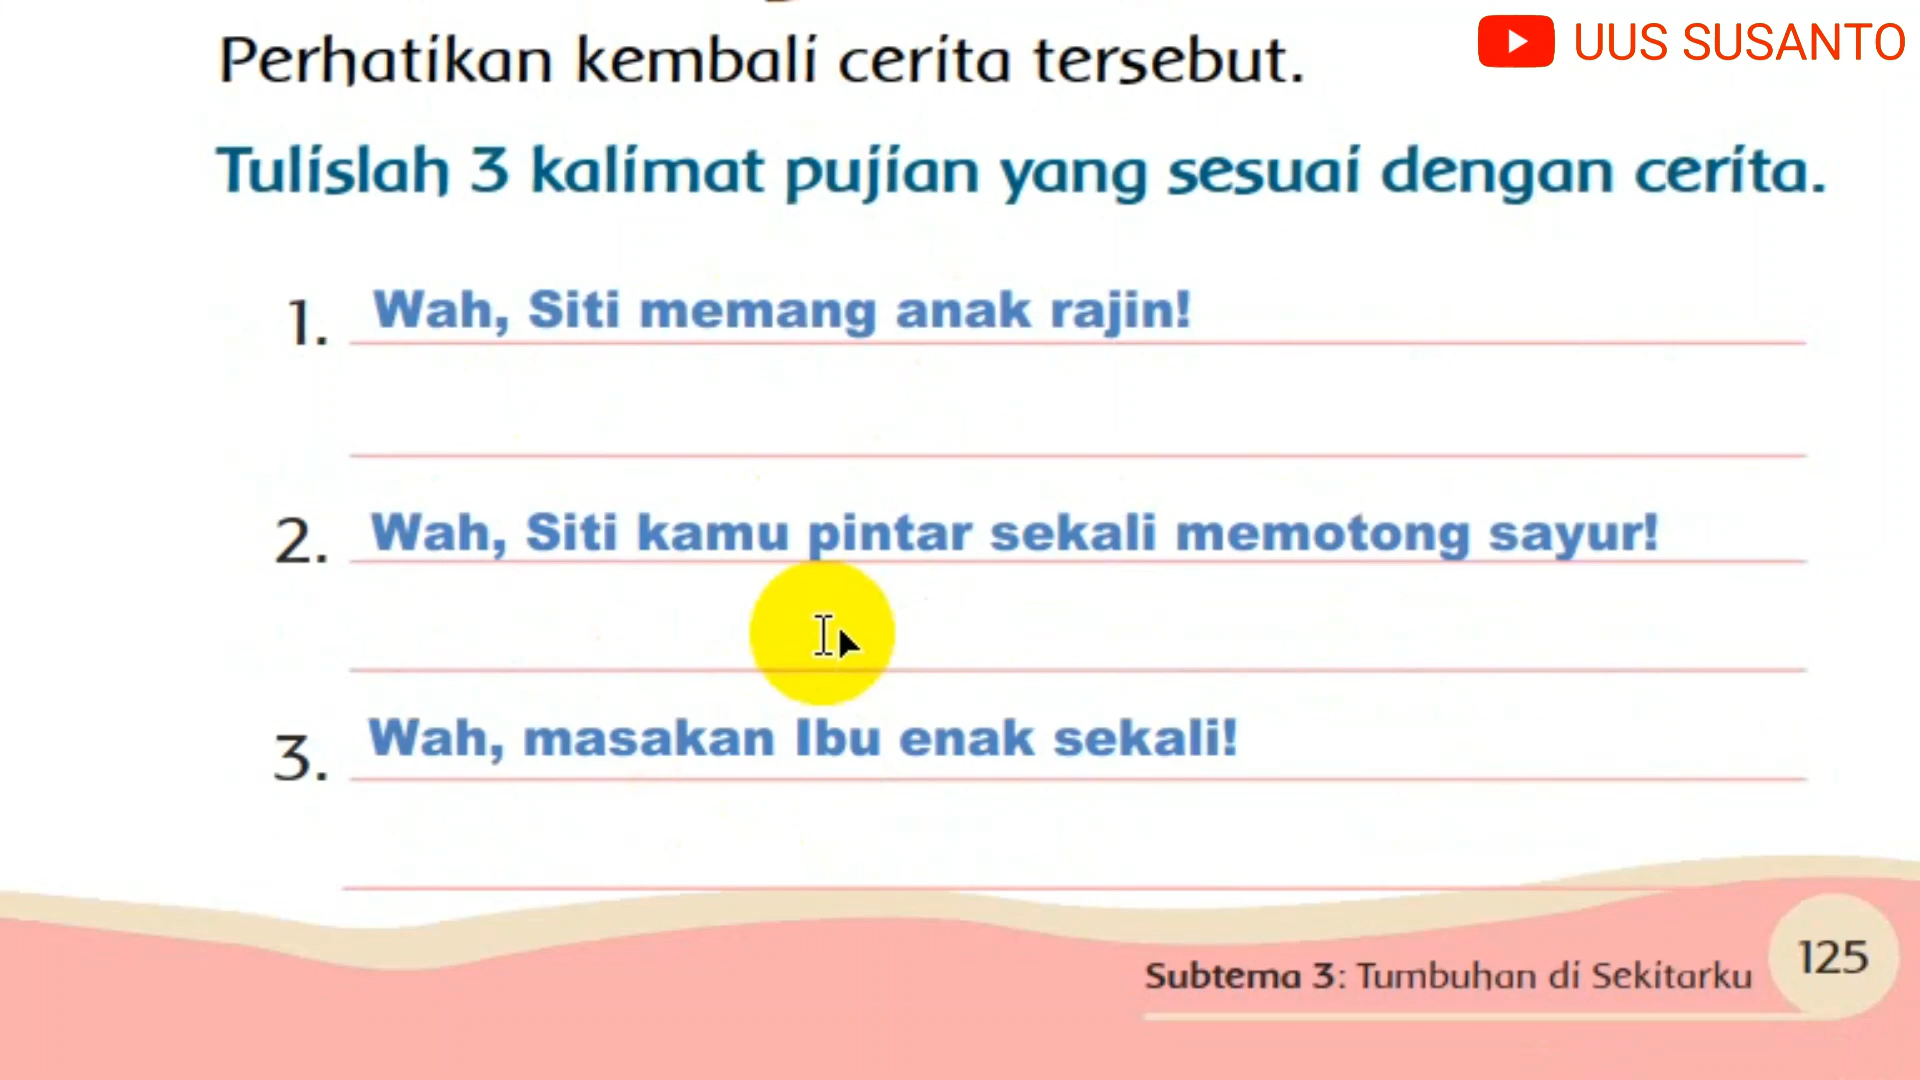 UUS SUSANTO
Perhatikan kembali cerita tersebut.
Tulislah 3 kalimat pujian yang sesuai dengan cerita.
1. Wah, Siti memang anak rajin!
2. Wah, Siti kamu pintar sekali memotong sayur!
3. Wah, masakan Ibu enak sekali!
Subtema 3: Tumbuhan di Sekitarku
125